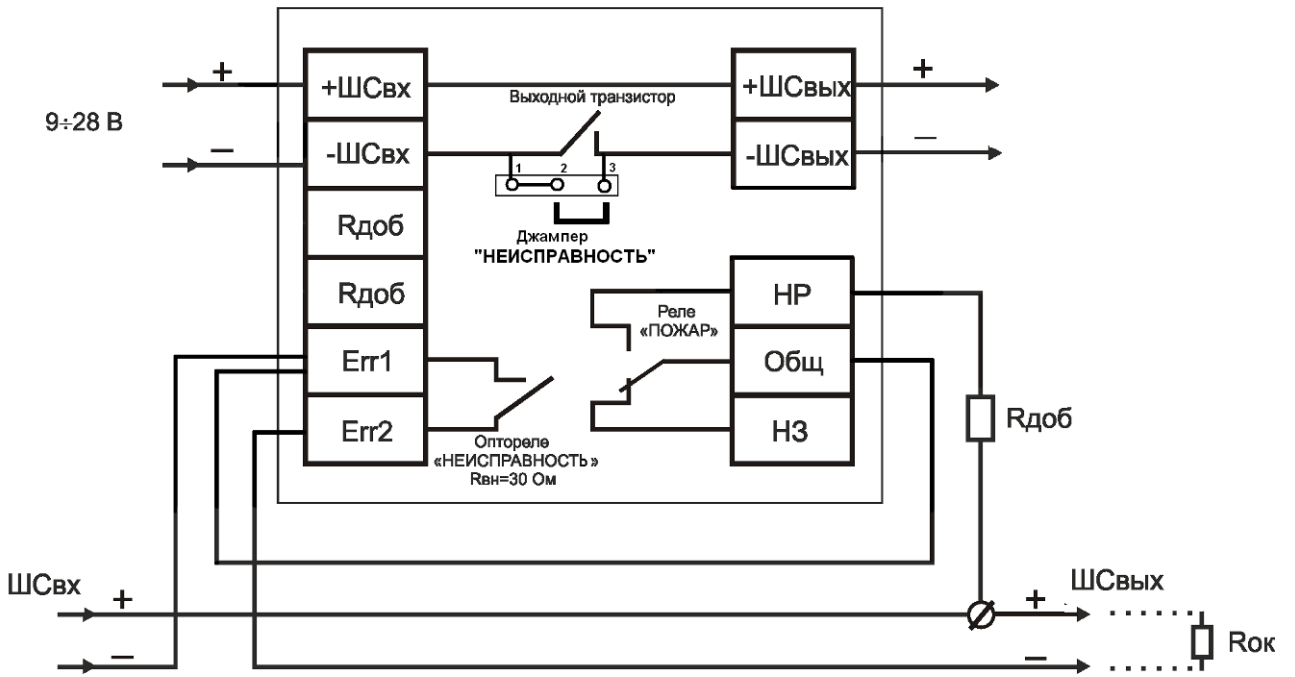 +ШСвх
+ШСвых
+
+
Выходной транзистор
9÷28 В
-ШСвх
-ШСвых
–
–
1
2
3
Rдоб
Джампер
"НЕИСПРАВНОСТЬ"
Rдоб
НР
Реле
«ПОЖАР»
Err1
Общ
Err2
НЗ
Rдоб
Оптореле
«НЕИСПРАВНОСТЬ»
Rвн=30 Ом
ШСвх
ШСвых
+
+
–
–
Rок